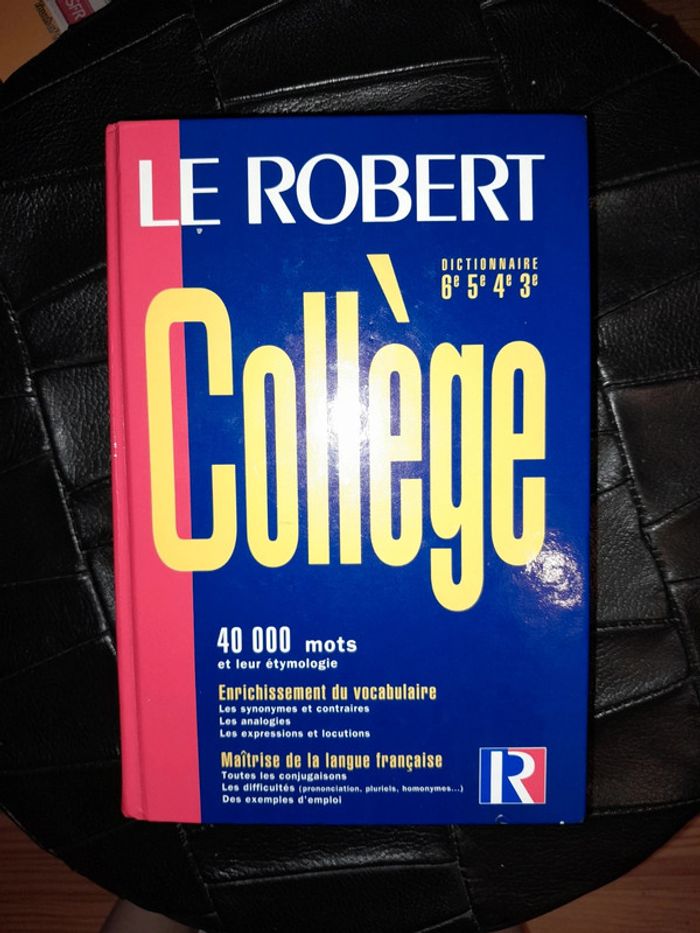 SFR
LE ROBERT
DICTIONNAIRE
6e 5e 4e 3e
Collège
40 000 mots
et leur étymologie
Enrichissement du vocabulaire
Les synonymes et contraires
Les analogies
Les expressions et locutions
Maîtrise de la langue française
Toutes les conjugaisons
Les difficultés (prononciation, pluriels, homonymes...)
Des exemples d'emploi
R